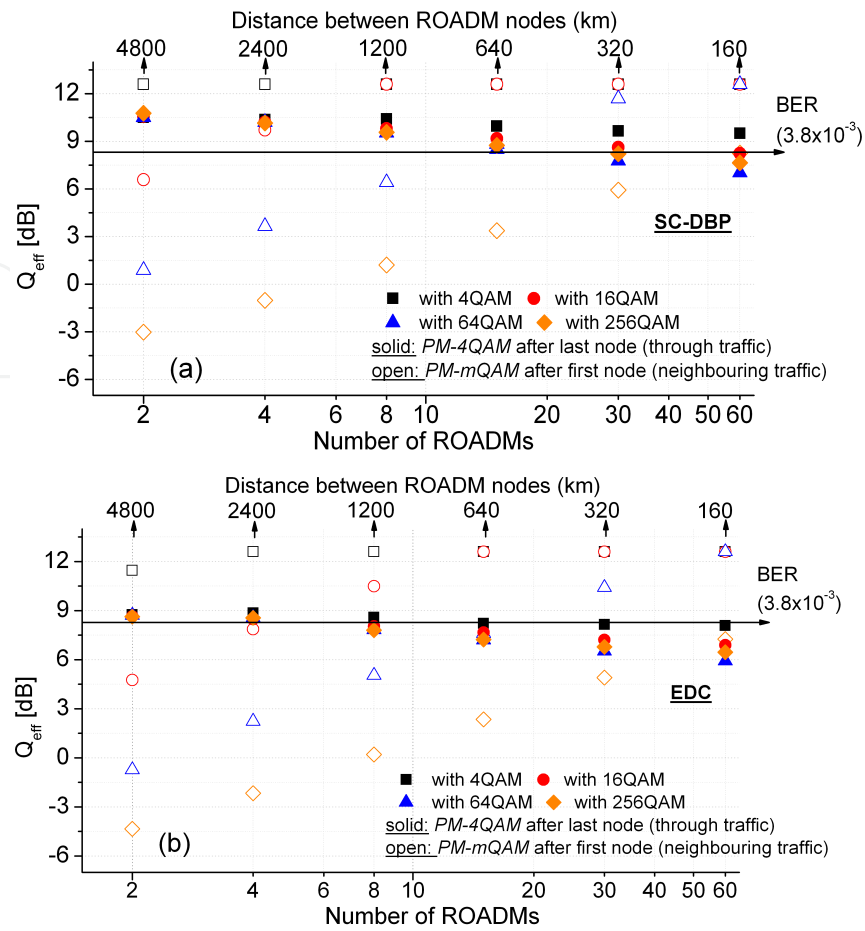 Distance between ROADM nodes (km)
4800 2400 1200 640 320 160
12
9
6
3
0
-3
-6
Q_eff [dB]
BER
(3.8x10^-3)
SC-DBP
with 4QAM with 16QAM
with 64QAM with 256QAM
solid: PM-4QAM after last node (through traffic)
open: PM-mQAM after first node (neighbouring traffic)
(a)
2 4 6 8 10 20 30 40 50 60
Number of ROADMs
Distance between ROADM nodes (km)
4800 2400 1200 640 320 160
12
9
6
3
0
-3
-6
Q_eff [dB]
BER
(3.8x10^-3)
EDC
with 4QAM with 16QAM
with 64QAM with 256QAM
solid: PM-4QAM after last node (through traffic)
open: PM-mQAM after first node (neighbouring traffic)
(b)
2 4 6 8 10 20 30 40 50 60
Number of ROADMs